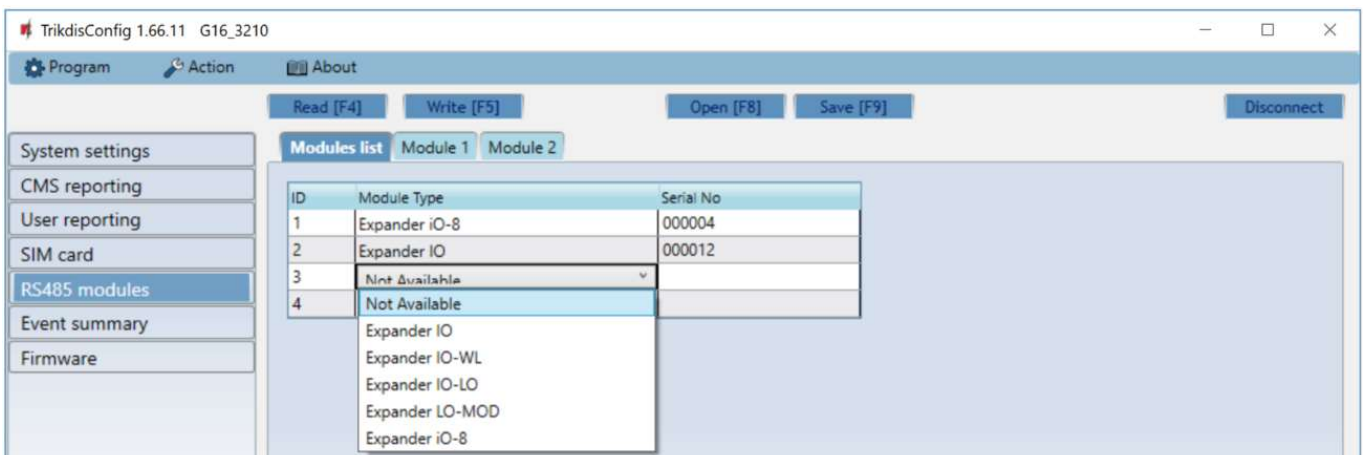 TrikdisConfig 1.66.11 G16_3210
Program Action About
Read [F4] Write [F5] Open [F8] Save [F9] Disconnect
System settings
CMS reporting
User reporting
SIM card
RS485 modules
Event summary
Firmware
Modules list Module 1 Module 2
ID Module Type Serial No
1 Expander iO-8 000004
2 Expander IO 000012
3 Not Available
4
Not Available
Expander IO
Expander IO-WL
Expander IO-LO
Expander LO-MOD
Expander iO-8